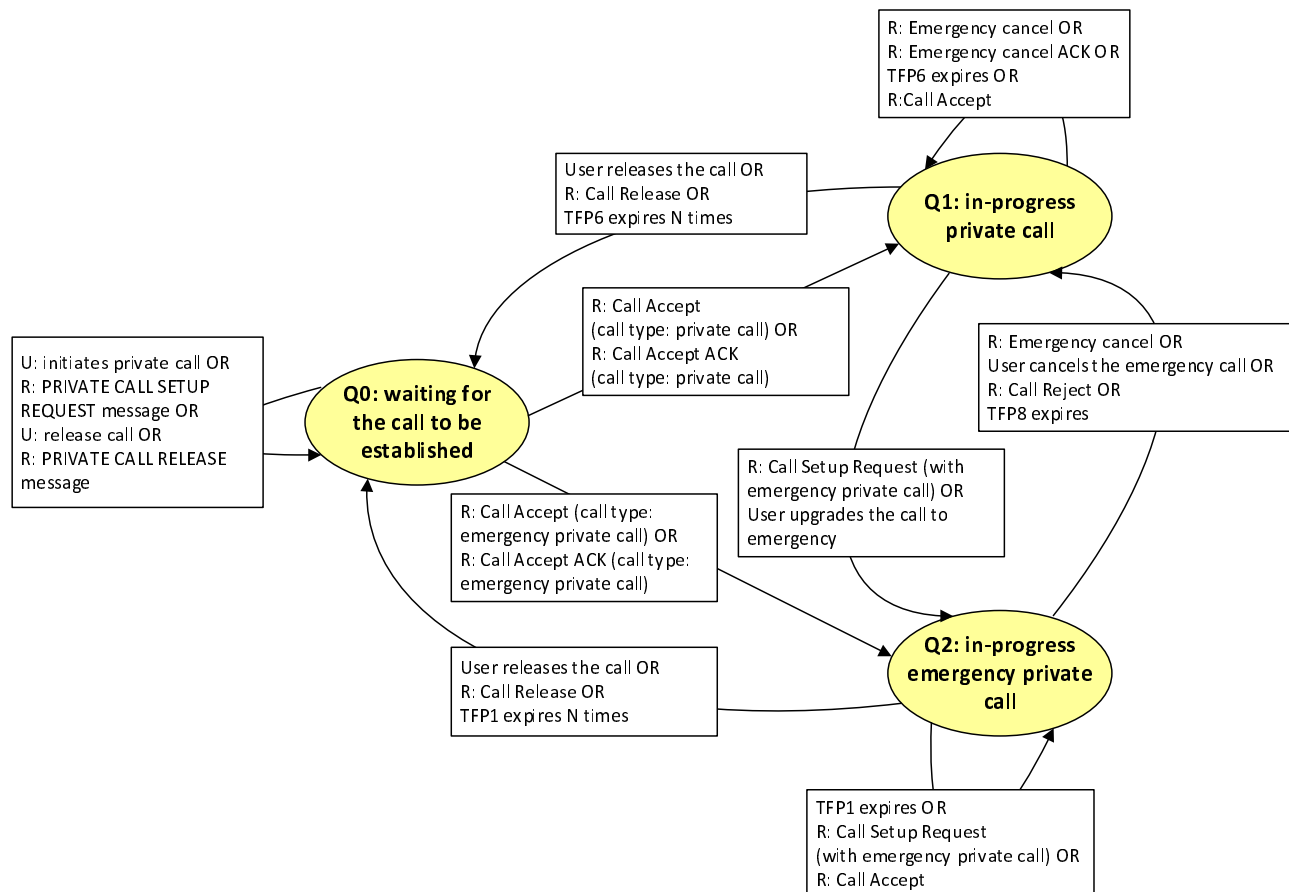 R: Emergency cancel OR
R: Emergency cancel ACK OR
TFP6 expires OR
R:Call Accept
User releases the call OR
R: Call Release OR
TFP6 expires N times
Q1: in-progress
private call
R: Call Accept
(call type: private call) OR
R: Call Accept ACK
(call type: private call)
R: Emergency cancel OR
User cancels the emergency call OR
R: Call Reject OR
TFP8 expires
U: initiates private call OR
R: PRIVATE CALL SETUP
REQUEST message OR
U: release call OR
R: PRIVATE CALL RELEASE
message
Q0: waiting for
the call to be
established
R: Call Setup Request (with
emergency private call) OR
User upgrades the call to
emergency
R: Call Accept (call type:
emergency private call) OR
R: Call Accept ACK (call type:
emergency private call)
Q2: in-progress
emergency private
call
User releases the call OR
R: Call Release OR
TFP1 expires N times
TFP1 expires OR
R: Call Setup Request
(with emergency private call) OR
R: Call Accept